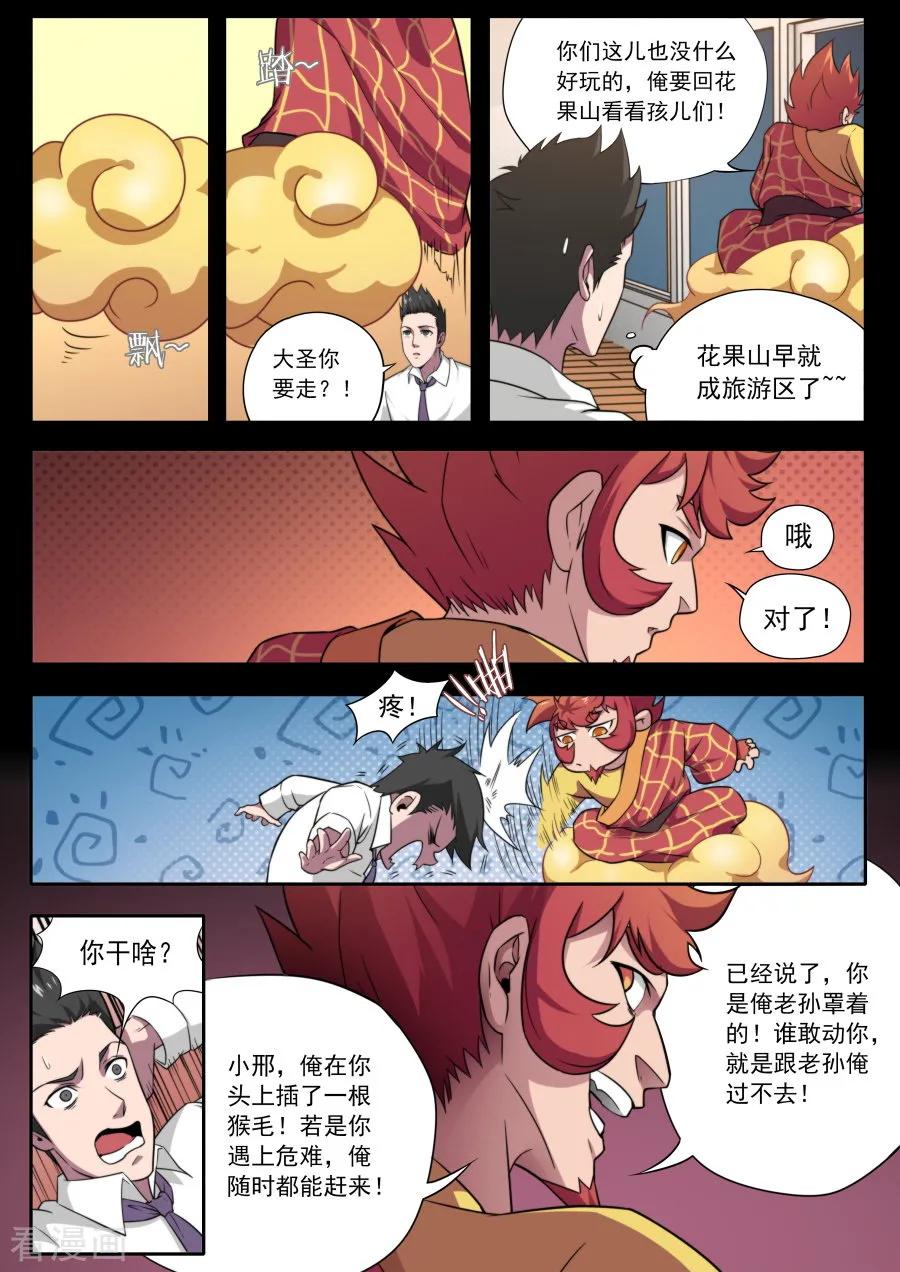 飘~
踏~
大圣你
要走？！
你们这儿也没什么
好玩的，俺要回花
果山看看孩儿们！
花果山早就
成旅游区了~~
哦
对了！
疼！
啪
你干啥？
小邢，俺在你
头上插了一根
猴毛！若是你
遇上危难，俺
随时都能赶来！
已经说了，你
是俺老孙罩着
的！谁敢动你，
就是跟老孙俺
过不去！
看漫画